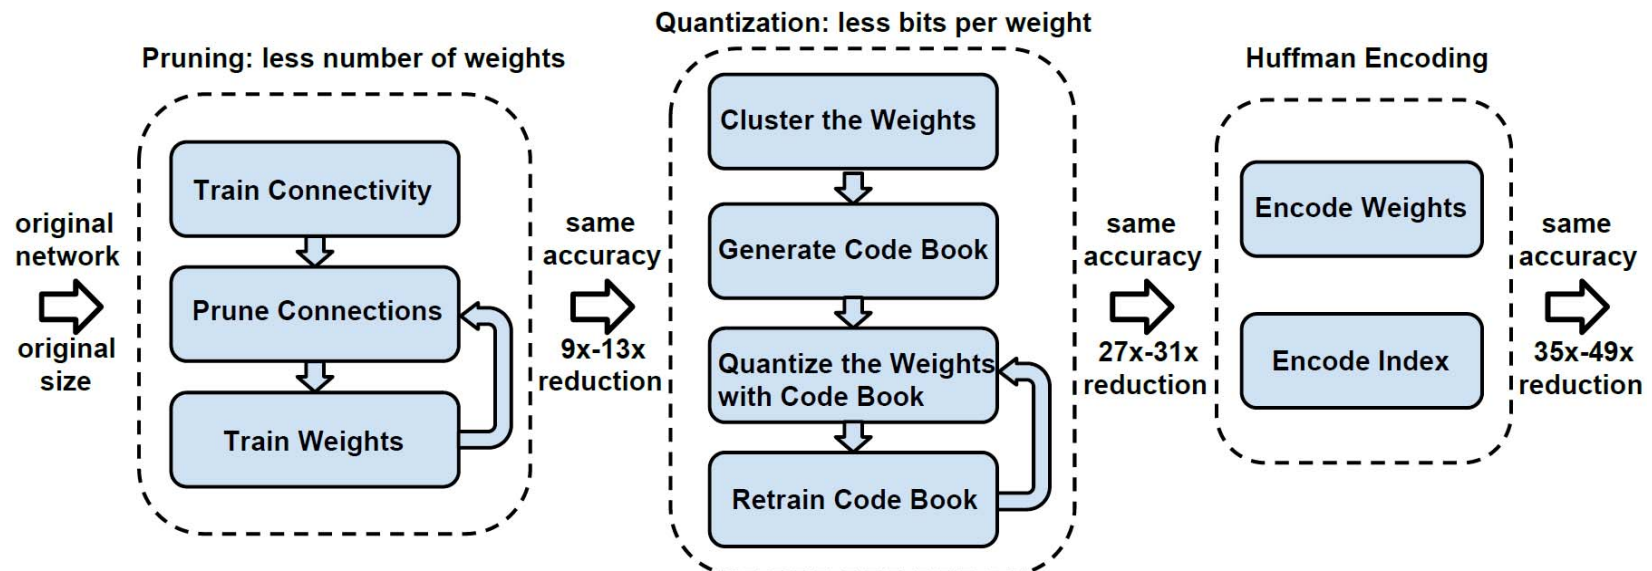 original
network
original
size
Pruning: less number of weights
Train Connectivity
Prune Connections
Train Weights
same
accuracy
9x-13x
reduction
Quantization: less bits per weight
Cluster the Weights
Generate Code Book
Quantize the Weights
with Code Book
Retrain Code Book
same
accuracy
27x-31x
reduction
Huffman Encoding
Encode Weights
Encode Index
same
accuracy
35x-49x
reduction